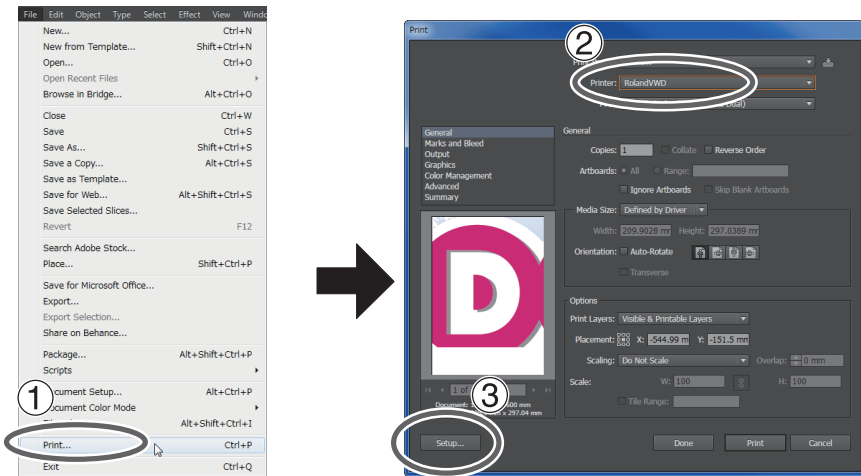 File Edit Object Type Select Effect View
New... Ctrl+N
New from Template... Shift+Ctrl+N
Open... Ctrl+O
Open Recent Files
Browse in Bridge... Alt+Ctrl+O
Close Ctrl+W
Save Ctrl+S
Save As... Shift+Ctrl+S
Save a Copy... Alt+Ctrl+S
Save as Template...
Save for Web... Alt+Shift+Ctrl+S
Save Selected Slices...
Revert F12
Search Adobe Stock...
Place... Shift+Ctrl+P
Save for Microsoft Office...
Export...
Export Selection...
Share on Behance...
Package... Alt+Shift+Ctrl+P
Scripts
1
Setup... Alt+Ctrl+P
Color Mode
Alt+Shift+Ctrl+I
Print... Ctrl+P
Exit Ctrl+Q
Print
2
Printer: RolandVWD
General
Marks and Bleed
Output
Graphics
Color Management
Advanced
Summary
D
1 of
3
Document:
x 297.04 mm
Setup...
General
Copies: 1 Collate Reverse Order
Artboards: All Range:
Ignore Artboards Skip Blank Artboards
Media Size: Defined by Driver
Width: 209.9028 mm Height: 297.0389 mm
Orientation: Auto-Rotate
Transverse
Options
Print Layers: Visible & Printable Layers
Placement: X: -544.99 m Y: -151.5 mm
Scaling: Do Not Scale Overlap: 0 mm
Scale: W: 100 H: 100
Tile Range:
Done Print Cancel